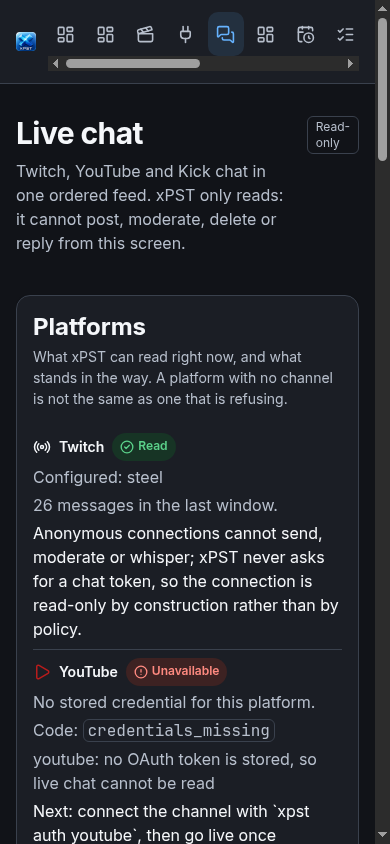 XPST
Live chat
Read-
only
Twitch, YouTube and Kick chat in
one ordered feed. xPST only reads:
it cannot post, moderate, delete or
reply from this screen.
Platforms
What xPST can read right now, and what
stands in the way. A platform with no channel
is not the same as one that is refusing.
Twitch Read
Configured: steel
26 messages in the last window.
Anonymous connections cannot send,
moderate or whisper; xPST never asks
for a chat token, so the connection is
read-only by construction rather than by
policy.
YouTube Unavailable
No stored credential for this platform.
Code: credentials_missing
youtube: no OAuth token is stored, so
live chat cannot be read
Next: connect the channel with `xpst
auth youtube`, then go live once